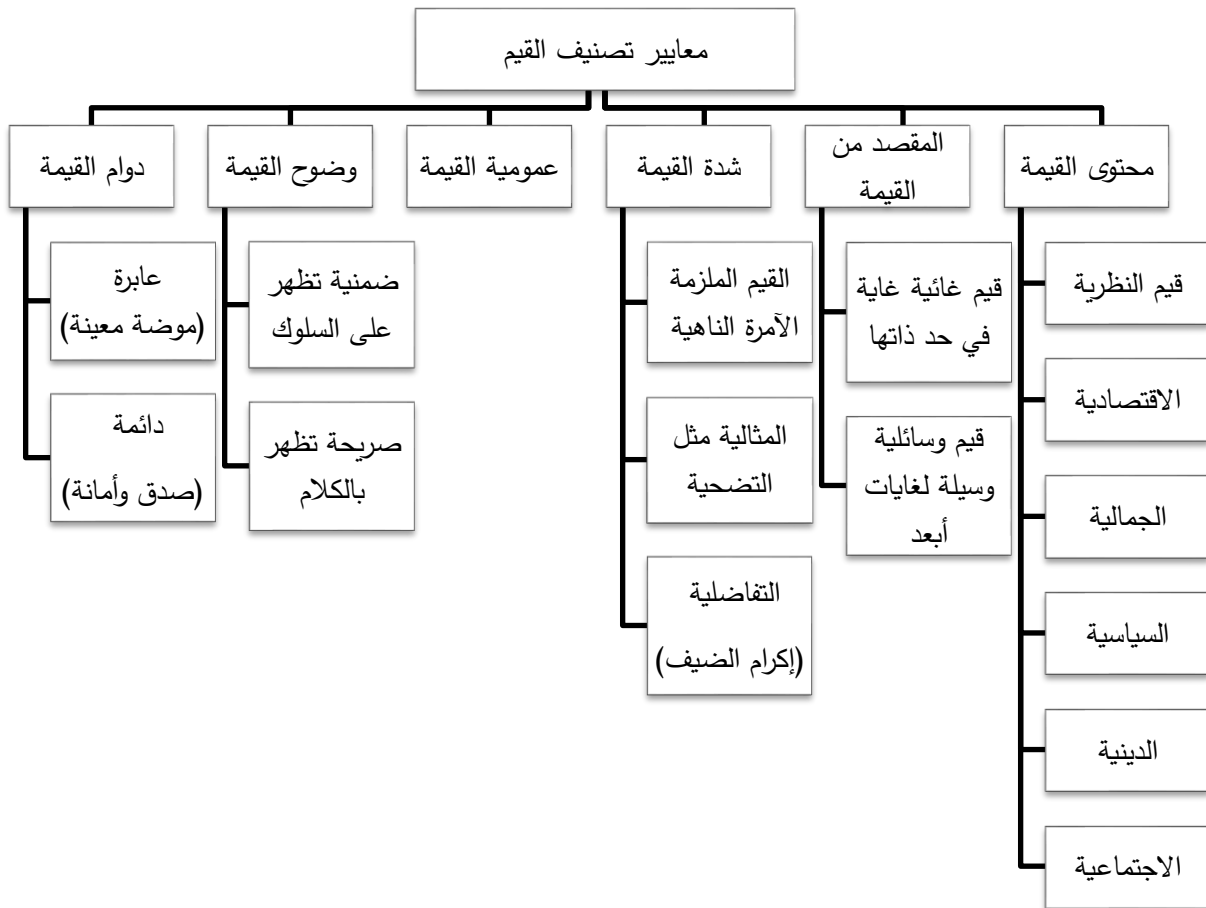 معايير تصنيف القيم
محتوى القيمة
قيم النظرية
الاقتصادية
الجمالية
السياسية
الدينية
الاجتماعية
المقصد من
القيمة
قيم غائية غاية
في حد ذاتها
قيم وسائلية
وسيلة لغايات
أبعد
شدة القيمة
القيم الملزمة
الآمرة الناهية
المثالية مثل
التضحية
التفاضلية
(إكرام الضيف)
عمومية القيمة
وضوح القيمة
ضمنية تظهر
على السلوك
صريحة تظهر
بالكلام
دوام القيمة
عابرة
(موضة معينة)
دائمة
(صدق وأمانة)